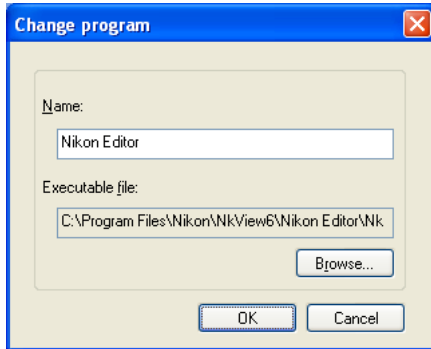 Change program
Name:
Nikon Editor
Executable file:
C:\Program Files\Nikon\NkView6\Nikon Editor\Nk
Browse...
OK
Cancel